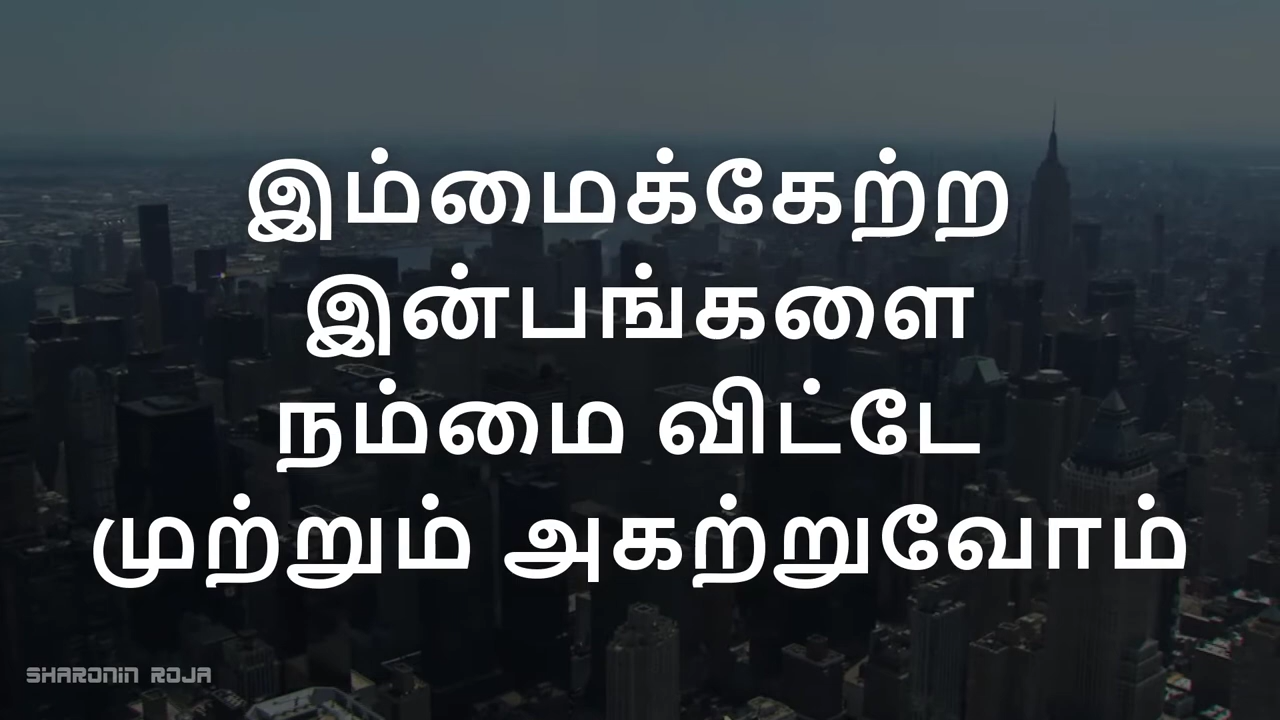 இம்மைக்கேற்ற
இன்பங்களை
நம்மை விட்டே
முற்றும் அகற்றுவோம்
SHARONIN ROJA